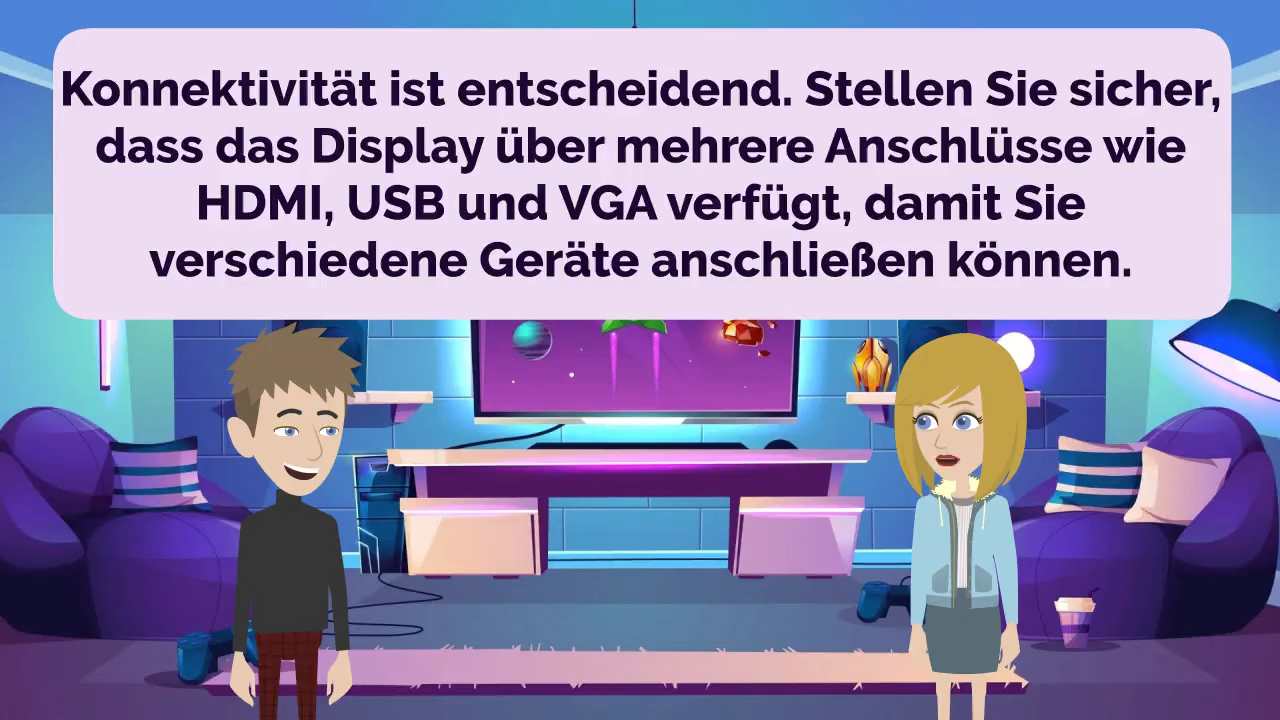 Konnektivität ist entscheidend. Stellen Sie sicher,
dass das Display über mehrere Anschlüsse wie
HDMI, USB und VGA verfügt, damit Sie
verschiedene Geräte anschließen können.